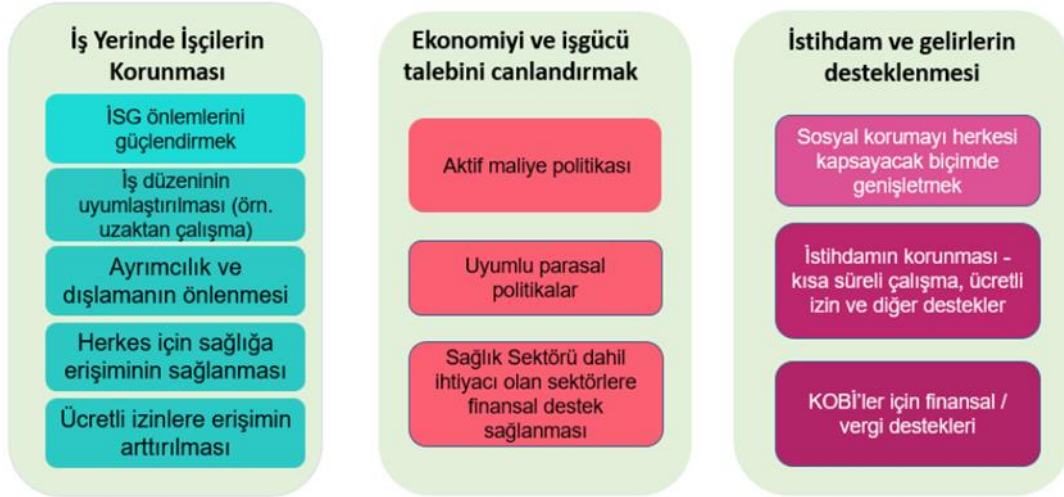 İş Yerinde İşçilerin
Korunması
İSG önlemlerini
güçlendirmek
İş düzeninin
uyumlaştırılması (örn.
uzaktan çalışma)
Ayrımcılık ve
dışlamanın önlenmesi
Herkes için sağlığa
erişiminin sağlanması
Ücretli izinlere erişimin
arttırılması
Ekonomiyi ve işgücü
talebini canlandırmak
Aktif maliye politikası
Uyumlu parasal
politikalar
Sağlık Sektörü dahil
ihtiyacı olan sektörlere
finansal destek
sağlanması
İstihdam ve gelirlerin
desteklenmesi
Sosyal korumayı herkesi
kapsayacak biçimde
genişletmek
İstihdamın korunması -
kısa süreli çalışma, ücretli
izin ve diğer destekler
KOBİ'ler için finansal /
vergi destekleri